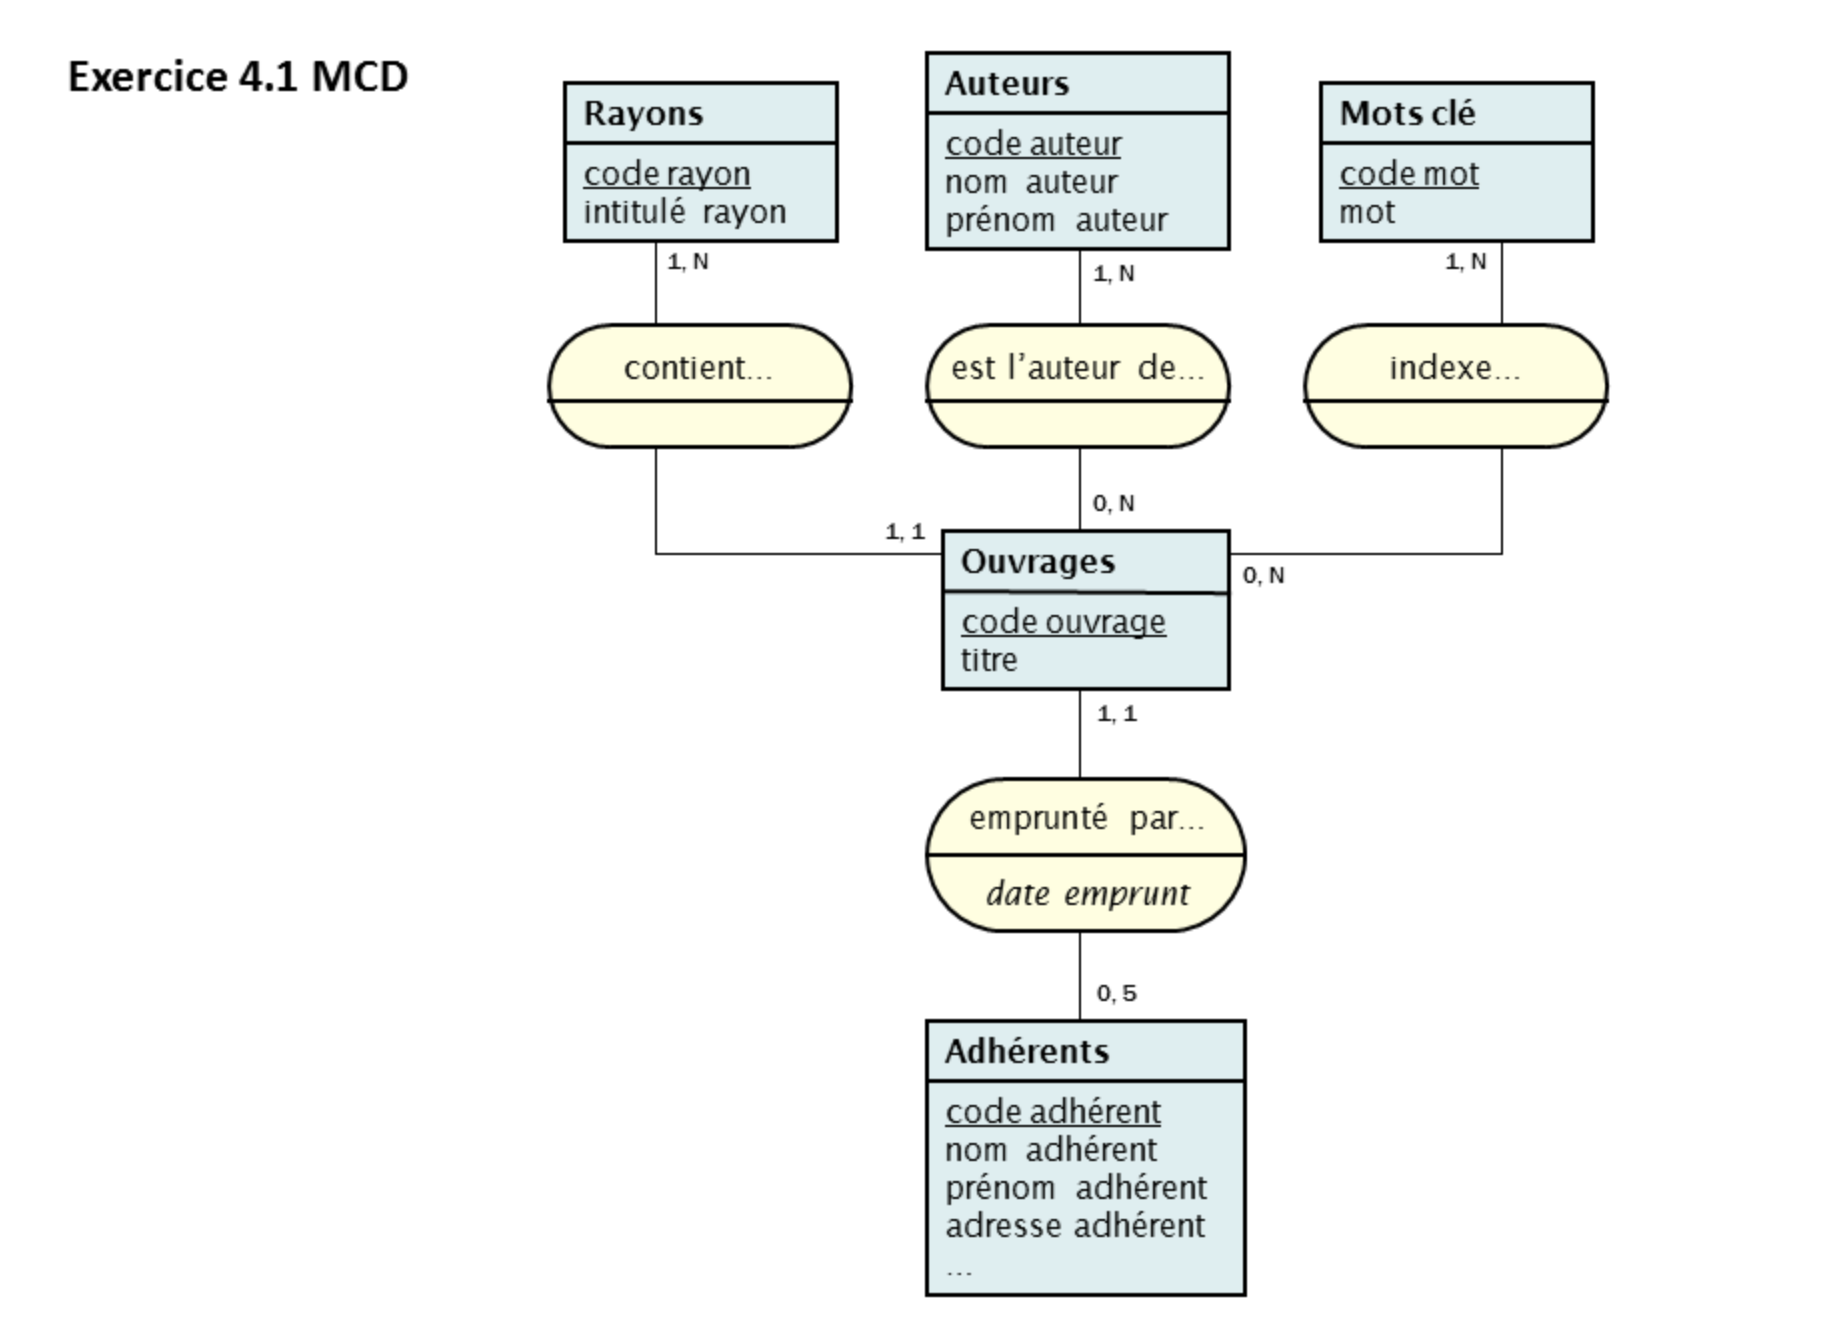 Exercice 4.1 MCD
Rayons
code rayon
intitulé rayon
1, N
contient...
1, 1
Auteurs
code auteur
nom auteur
prénom auteur
1, N
est l'auteur de...
0, N
Mots clé
code mot
mot
1, N
indexe...
0, N
Ouvrages
code ouvrage
titre
1, 1
emprunté par...
date emprunt
0, 5
Adhérents
code adhérent
nom adhérent
prénom adhérent
adresse adhérent
...